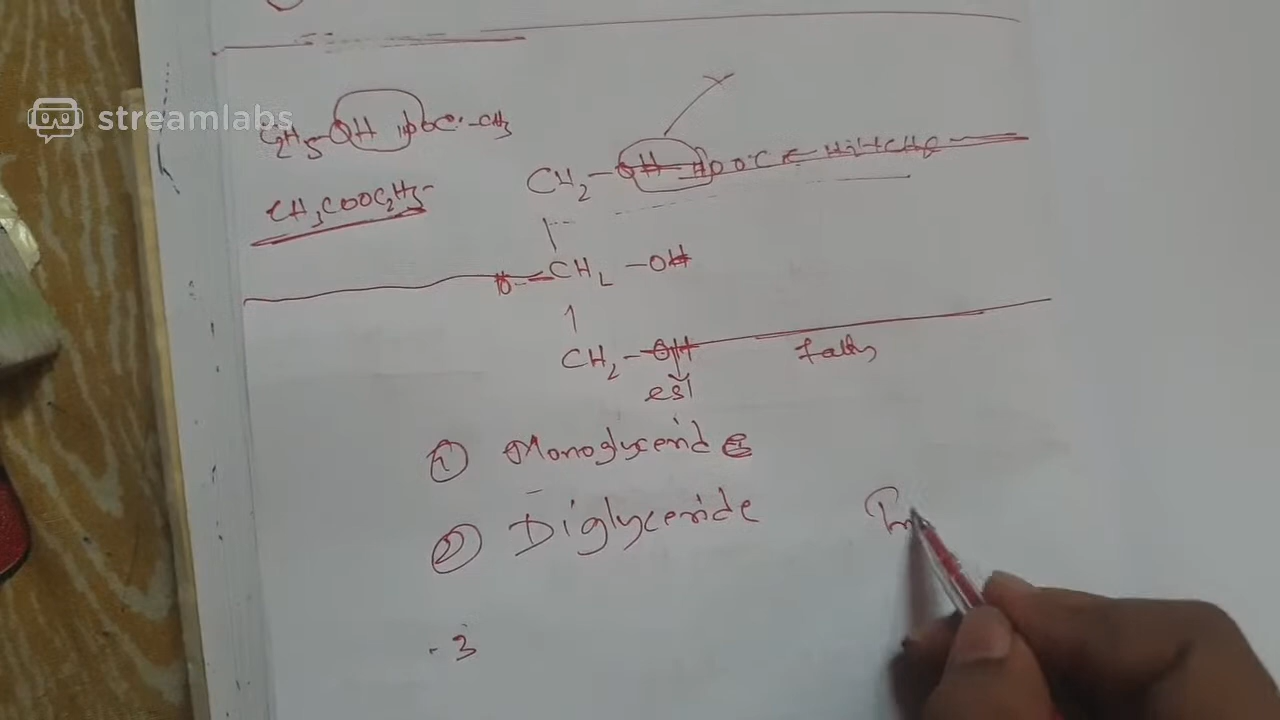 streamlabs
C₂H₅-OH HOOC-CH₃
CH₃COOC₂H₅
CH₂-OH HOOC
CH₂-OH
CH₂-OH
fatty
est
① Monoglyceride
② Diglyceride
3